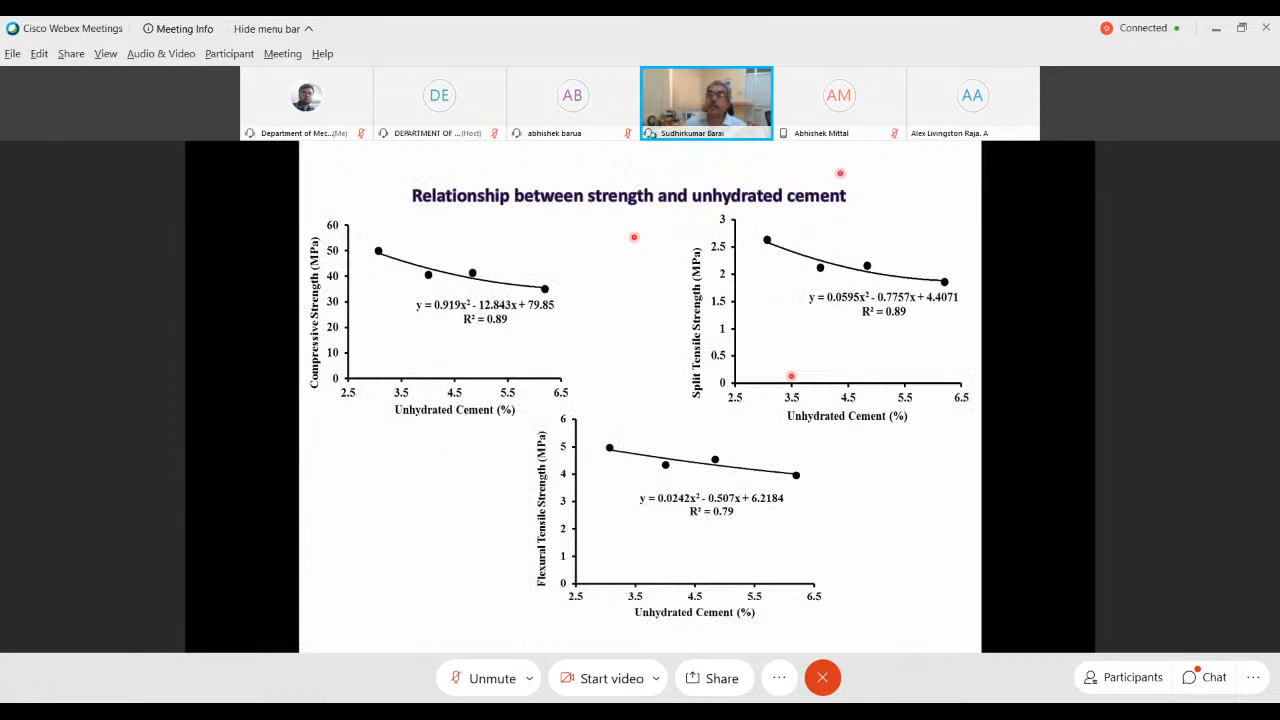 Cisco Webex Meetings
Meeting Info
Hide menu bar
Connected
File Edit Share View Audio & Video Participant Meeting Help
DE
AB
AM
AA
Department of Mec... (Me)
DEPARTMENT OF ... (Host)
abhishek barua
Sudhirkumar Barai
Abhishek Mittal
Alex Livingston Raja. A
Relationship between strength and unhydrated cement
Compressive Strength (MPa)
60
50
40
30
20
10
0
y = 0.919x² - 12.843x + 79.85
R² = 0.89
2.5 3.5 4.5 5.5 6.5
Unhydrated Cement (%)
Split Tensile Strength (MPa)
3
2.5
2
1.5
1
0.5
0
y = 0.0595x² - 0.7757x + 4.4071
R² = 0.89
2.5 3.5 4.5 5.5 6.5
Unhydrated Cement (%)
Flexural Tensile Strength (MPa)
6
5
4
3
2
1
0
y = 0.0242x² - 0.507x + 6.2184
R² = 0.79
2.5 3.5 4.5 5.5 6.5
Unhydrated Cement (%)
Unmute
Start video
Share
Participants
Chat